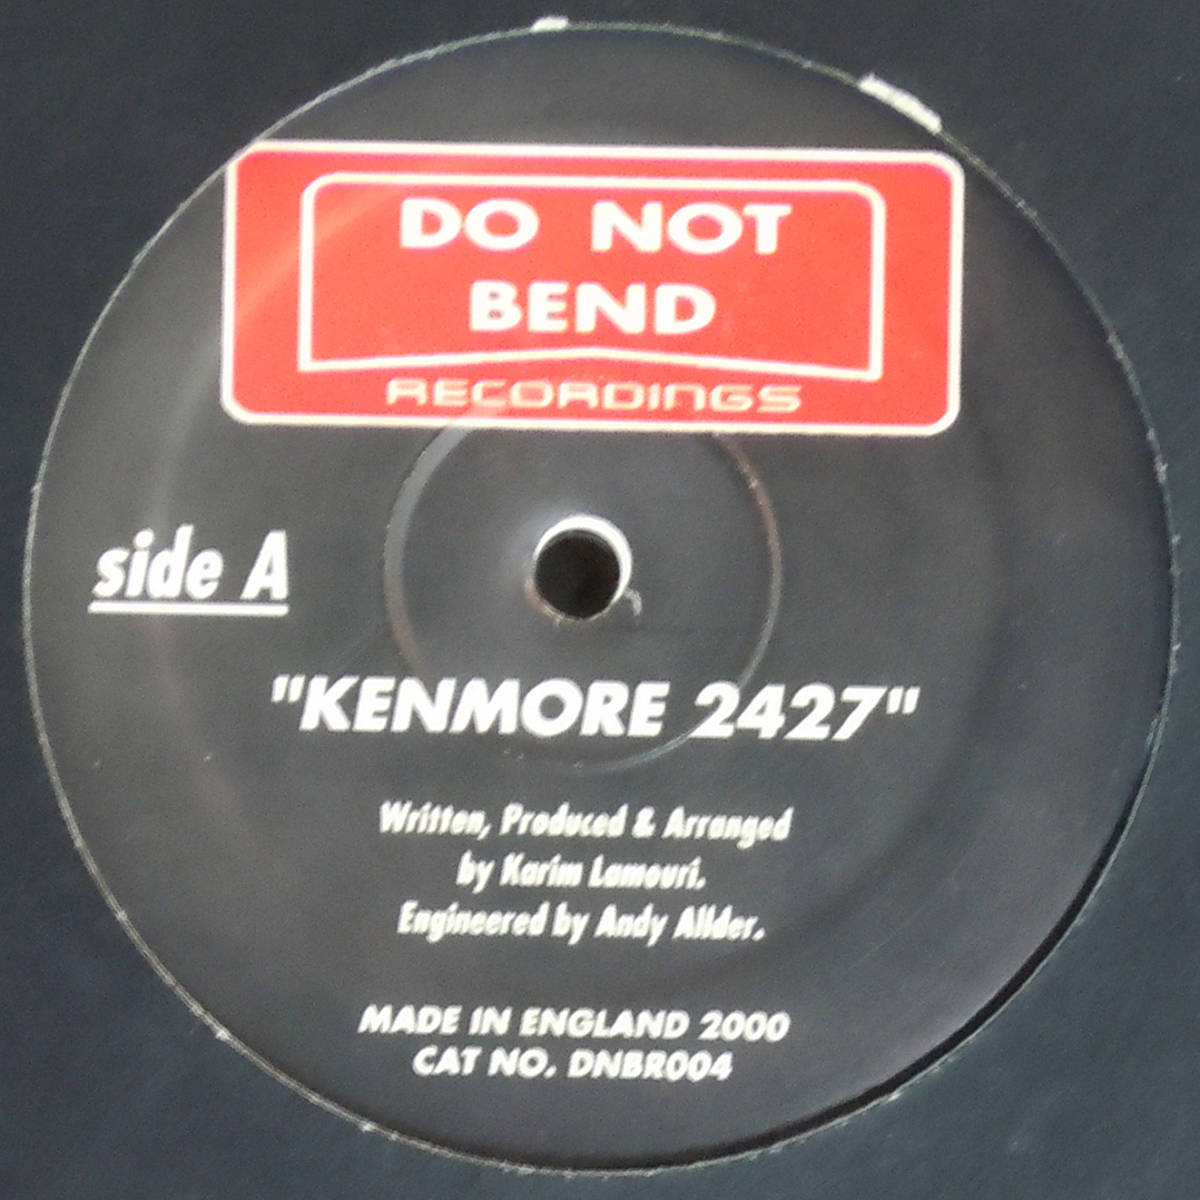 DO NOT
BEND
RECORDINGS
side A
"KENMORE 2427"
Written, Produced & Arranged
by Karim Lamouri.
Engineered by Andy Allder.
MADE IN ENGLAND 2000
CAT NO. DNBR004